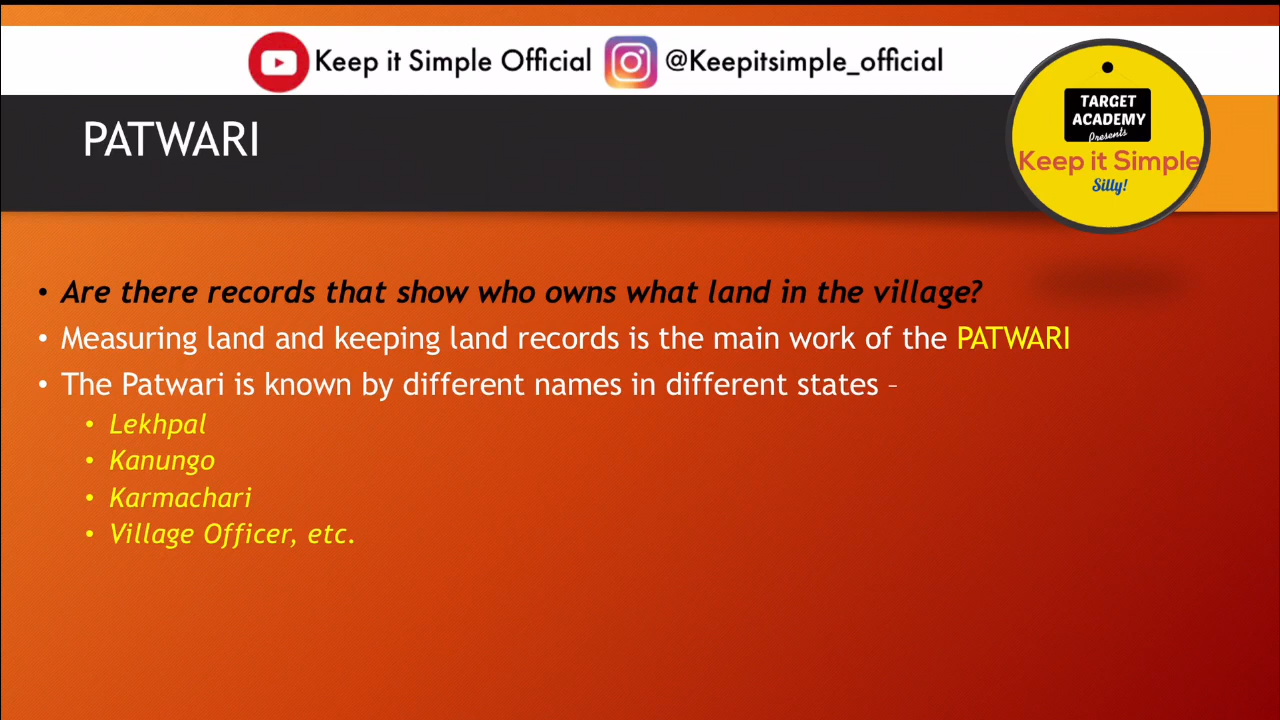 Keep it Simple Official @Keepitsimple_official
TARGET
ACADEMY
Presents
Keep it Simple
Silly!
PATWARI
• Are there records that show who owns what land in the village?
• Measuring land and keeping land records is the main work of the PATWARI
• The Patwari is known by different names in different states –
• Lekhpal
• Kanungo
• Karmachari
• Village Officer, etc.